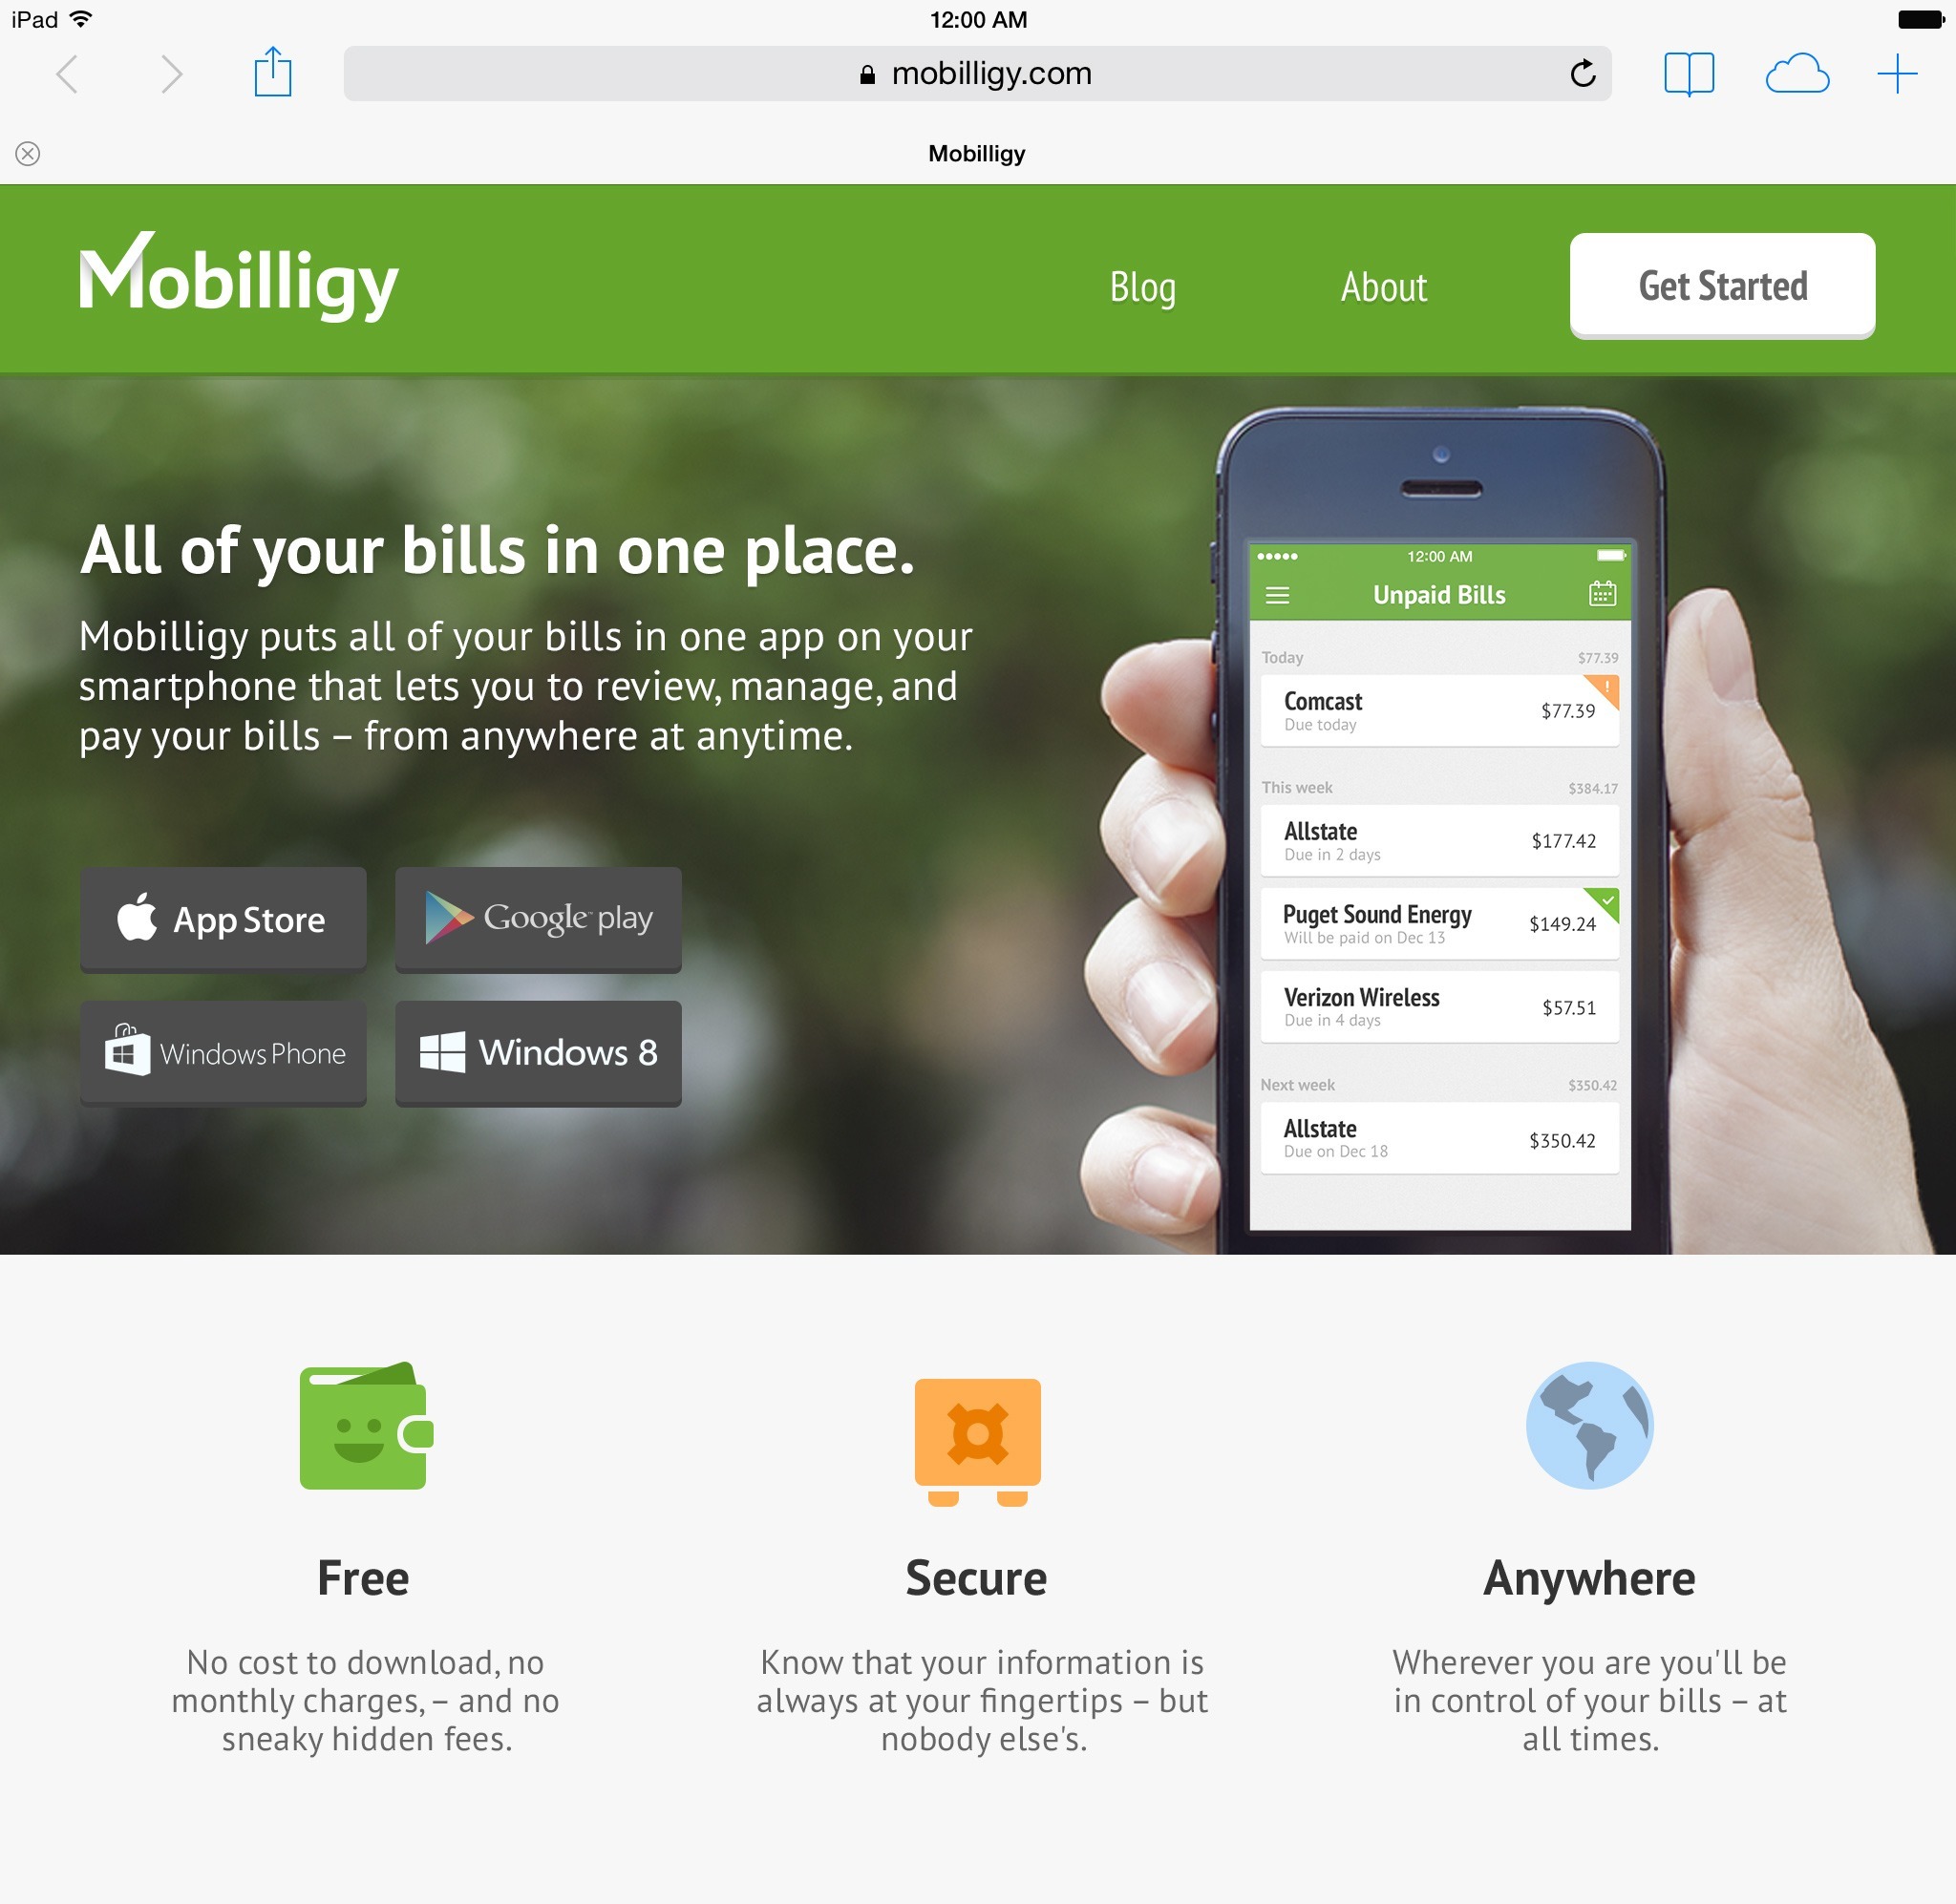 iPad
12:00 AM
mobilligy.com
Mobilligy
Mobilligy
Blog
About
Get Started
All of your bills in one place.
Mobilligy puts all of your bills in one app on your
smartphone that lets you to review, manage, and
pay your bills – from anywhere at anytime.
App Store
Google play
Windows Phone
Windows 8
12:00 AM
Unpaid Bills
Today $77.39
Comcast
Due today
$77.39
This week $384.17
Allstate
Due in 2 days
$177.42
Puget Sound Energy
Will be paid on Dec 13
$149.24
Verizon Wireless
Due in 4 days
$57.51
Next week $350.42
Allstate
Due on Dec 18
$350.42
Free
No cost to download, no
monthly charges, – and no
sneaky hidden fees.
Secure
Know that your information is
always at your fingertips – but
nobody else's.
Anywhere
Wherever you are you'll be
in control of your bills – at
all times.